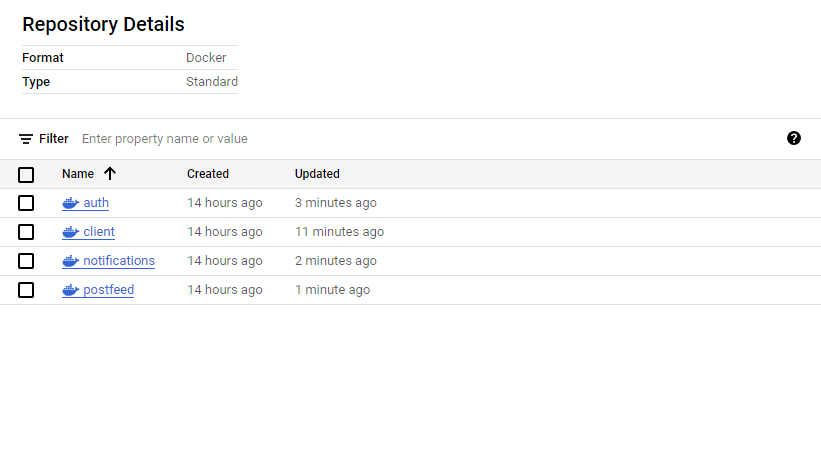 Repository Details
Format Docker
Type Standard
Filter Enter property name or value
Name Created Updated
auth 14 hours ago 3 minutes ago
client 14 hours ago 11 minutes ago
notifications 14 hours ago 2 minutes ago
postfeed 14 hours ago 1 minute ago